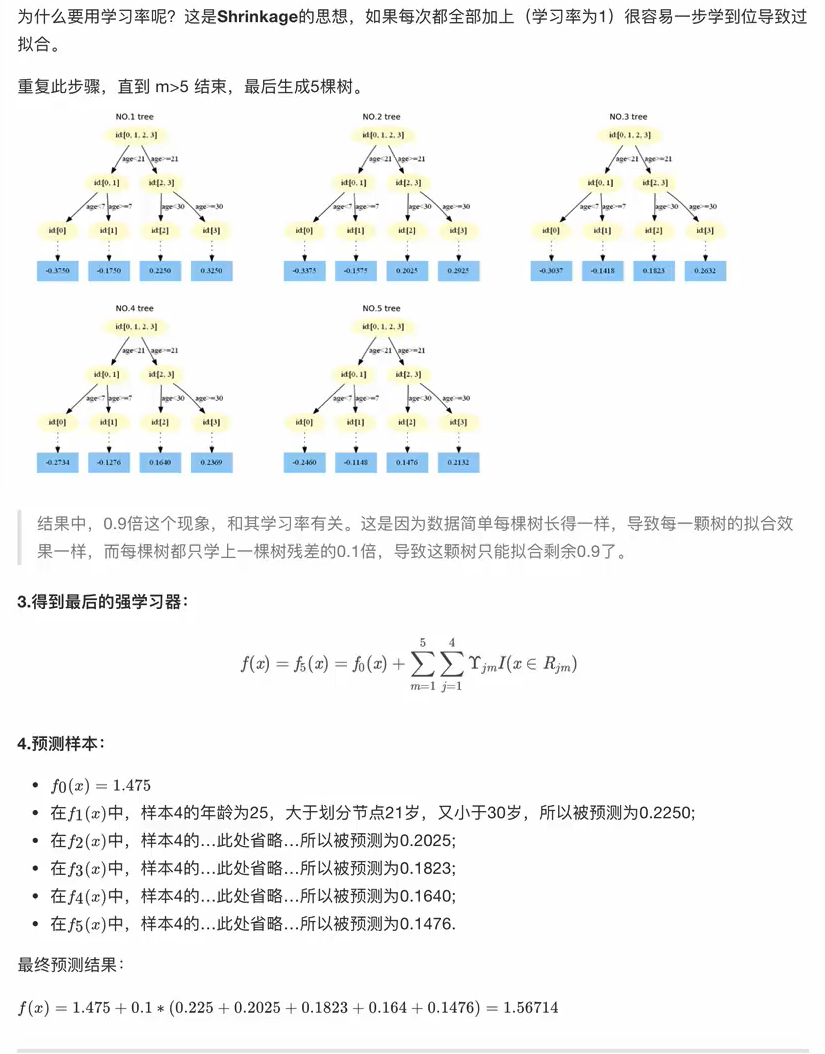 为什么要用学习率呢？这是Shrinkage的思想，如果每次都全部加上（学习率为1）很容易一步学到位导致过
拟合。
重复此步骤，直到 m>5 结束，最后生成5棵树。
NO.1 tree NO.2 tree NO.3 tree
id:[0, 1, 2, 3] id:[0, 1, 2, 3] id:[0, 1, 2, 3]
age<21 age>=21 age<21 age>=21 age<21 age>=21
id:[0, 1] id:[2, 3] id:[0, 1] id:[2, 3] id:[0, 1] id:[2, 3]
age<7 age>=7 age<30 age>=30 age<7 age>=7 age<30 age>=30 age<7 age>=7 age<30 age>=30
id:[0] id:[1] id:[2] id:[3] id:[0] id:[1] id:[2] id:[3] id:[0] id:[1] id:[2] id:[3]
-0.3750 -0.1750 0.2250 0.3250 -0.3375 -0.1575 0.2025 0.2925 -0.3037 -0.1418 0.1823 0.2632
NO.4 tree NO.5 tree
id:[0, 1, 2, 3] id:[0, 1, 2, 3]
age<21 age>=21 age<21 age>=21
id:[0, 1] id:[2, 3] id:[0, 1] id:[2, 3]
age<7 age>=7 age<30 age>=30 age<7 age>=7 age<30 age>=30
id:[0] id:[1] id:[2] id:[3] id:[0] id:[1] id:[2] id:[3]
-0.2734 -0.1276 0.1640 0.2369 -0.2460 -0.1148 0.1476 0.2132
结果中，0.9倍这个现象，和其学习率有关。这是因为数据简单每棵树长得一样，导致每一颗树的拟合效
果一样，而每棵树都只学上一棵树残差的0.1倍，导致这颗树只能拟合剩余0.9了。
3.得到最后的强学习器：
f(x) = f₅(x) = f₀(x) + ∑_{m=1}^{5} ∑_{j=1}^{4} ϒ_{jm} I(x ∈ R_{jm})
4.预测样本：
• f₀(x) = 1.475
• 在f₁(x)中，样本4的年龄为25，大于划分节点21岁，又小于30岁，所以被预测为0.2250;
• 在f₂(x)中，样本4的…此处省略…所以被预测为0.2025;
• 在f₃(x)中，样本4的…此处省略…所以被预测为0.1823;
• 在f₄(x)中，样本4的…此处省略…所以被预测为0.1640;
• 在f₅(x)中，样本4的…此处省略…所以被预测为0.1476.
最终预测结果：
f(x) = 1.475 + 0.1 ∗ (0.225 + 0.2025 + 0.1823 + 0.164 + 0.1476) = 1.56714